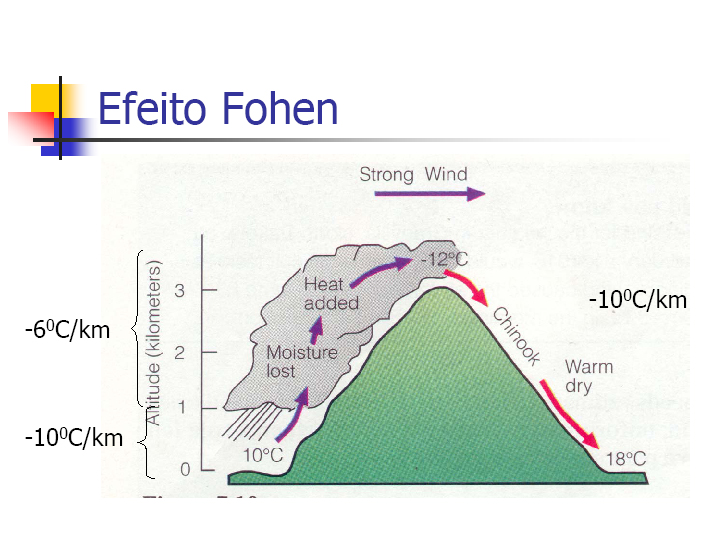 Efeito Fohen
Strong Wind
-12°C
Heat
added
3
-10⁰C/km
Chinook
-6⁰C/km
Altitude (kilometers)
2
Moisture
lost
Warm
dry
1
-10⁰C/km
10°C
18°C
0